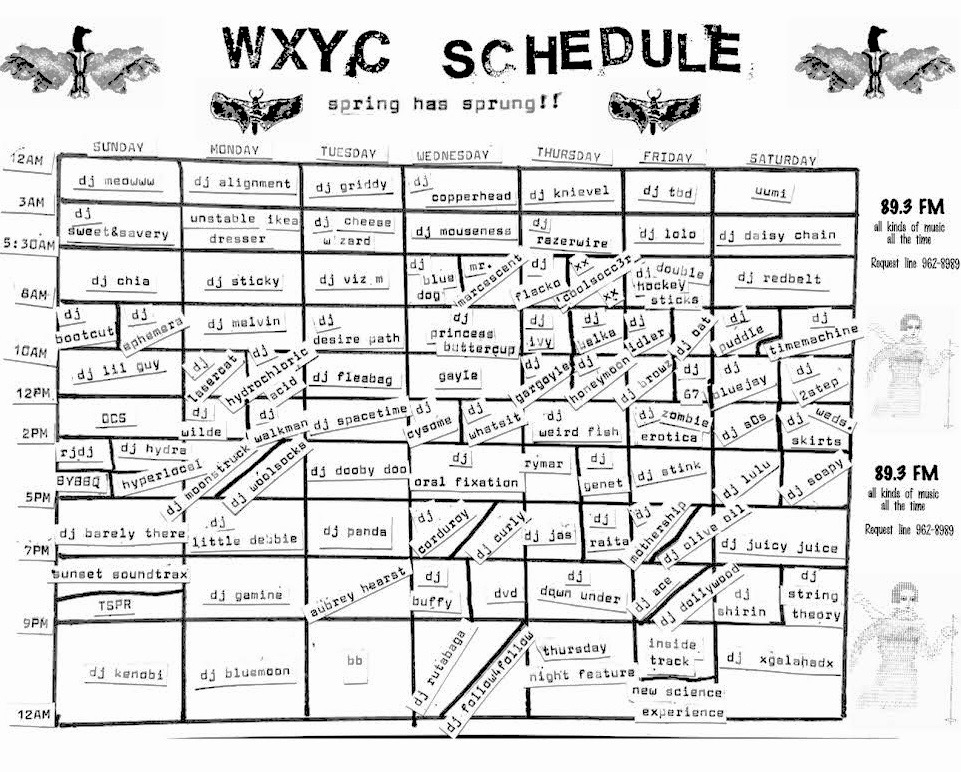 WXYC SCHEDULE
spring has sprung!!
SUNDAY MONDAY TUESDAY WEDNESDAY THURSDAY FRIDAY SATURDAY
12AM
dj meowww
dj alignment
dj griddy
dj
copperhead
dj knievel
dj tbd
uumi
3AM
dj
sweet&savery
unstable ikea
dresser
dj cheese
wizard
dj mouseness
dj
razerwire
dj lolo
dj daisy chain
5:30AM
dj chia
dj sticky
dj viz.m
dj
blue
dog
mr.
marcescent
dj
flacko
xx
coolsoco3r
xx
dj double
hockey
sticks
dj redbelt
8AM
dj
bootcut
dj
ephemera
dj melvin
dj
desire path
dj
princess
buttercup
dj
ivy
dj
belka
dj
idler
dj bat
dj
puddle
dj
timemachine
10AM
dj lil guy
dj
lasercat
dj
hydrochloric
acid
dj fleabag
gayle
dj
gargoyle
dj
honeymoon
dj
browz
dj
67
dj
bluejay
dj
2step
12PM
OCS
dj
wilde
dj
walkman
dj spacetime
dj
cysome
dj
whatsit
dj
weird fish
dj zombie
erotica
dj s0s
dj weds.
skirts
2PM
rjdj
BYBBQ
dj hydra
hyperlocal
dj moonstruck
dj woolsocks
dj dooby doo
dj
oral fixation
rymar
dj
genet
dj stink
dj lulu
dj soapy
5PM
dj barely there
dj
little debbie
dj panda
dj
corduroy
dj curly
dj jas
dj
raita
dj
mothership
dj olive oil
dj juicy juice
7PM
sunset soundtrax
TSPR
dj gamine
aubrey hearst
dj
buffy
dvd
dj
down under
dj ace
dj dollywood
dj
shirin
dj
string
theory
9PM
dj kenobi
dj bluemoon
bb
dj rutabaga
dj follow4follow
thursday
night feature
inside
track
new science
experience
dj xgalahadx
12AM
89.3 FM
all kinds of music
all the time
Request line 962-8989
89.3 FM
all kinds of music
all the time
Request line 962-8989